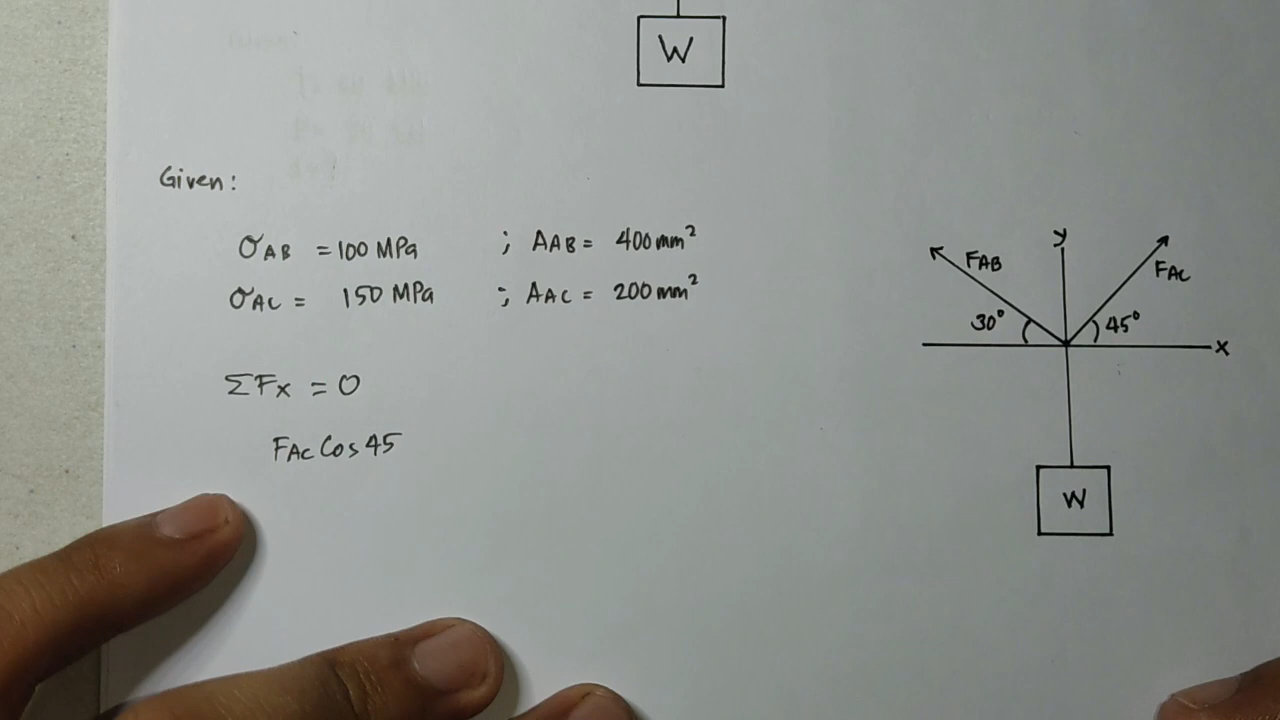 W
Given:
σAB = 100 MPa ; AAB = 400 mm²
σAC = 150 MPa ; AAC = 200 mm²
ΣFx = 0
FAC Cos 45
y
FAB
FAC
30°
45°
x
W